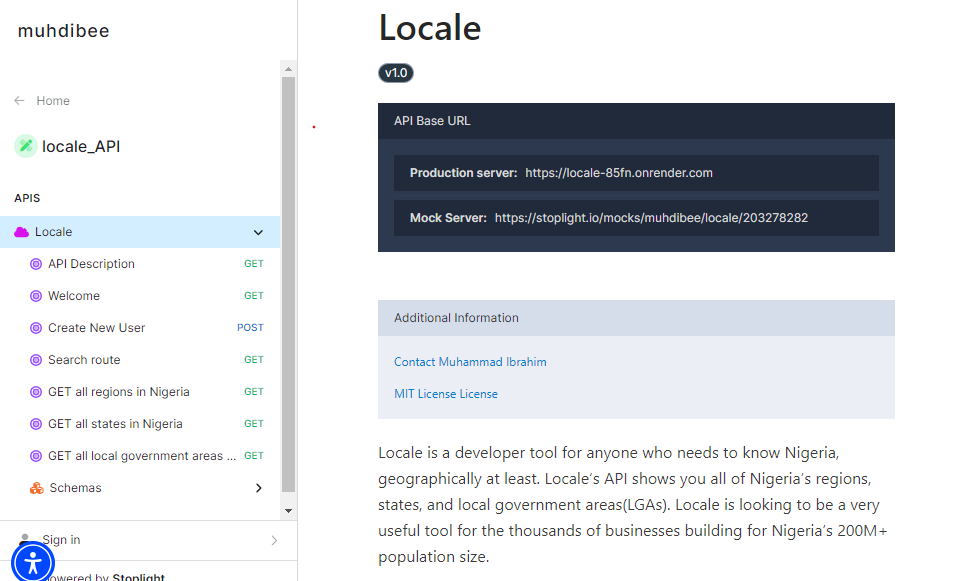 muhdibee
Home
locale_API
APIS
Locale
API Description GET
Welcome GET
Create New User POST
Search route GET
GET all regions in Nigeria GET
GET all states in Nigeria GET
GET all local government areas ... GET
Schemas
Sign in
owered by Stoplight
Locale
v1.0
API Base URL
Production server: https://locale-85fn.onrender.com
Mock Server: https://stoplight.io/mocks/muhdibee/locale/203278282
Additional Information
Contact Muhammad Ibrahim
MIT License License
Locale is a developer tool for anyone who needs to know Nigeria,
geographically at least. Locale’s API shows you all of Nigeria’s regions,
states, and local government areas(LGAs). Locale is looking to be a very
useful tool for the thousands of businesses building for Nigeria’s 200M+
population size.